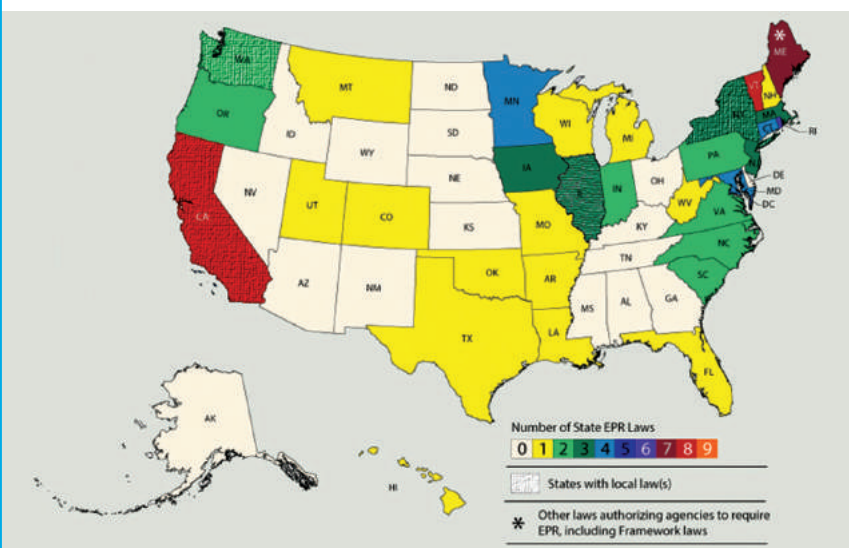 WA
OR
CA
ID
NV
MT
WY
UT
AZ
CO
NM
ND
SD
NE
KS
OK
TX
MN
IA
MO
AR
LA
WI
MI
IN
OH
KY
TN
MS
AL
GA
FL
SC
NC
VA
WV
PA
NY
NH
MA
CT
*
ME
RI
DE
MD
DC
AK
HI
Number of State EPR Laws
0 1 2 3 4 5 6 7 8 9
States with local law(s)
* Other laws authorizing agencies to require
EPR, including Framework laws